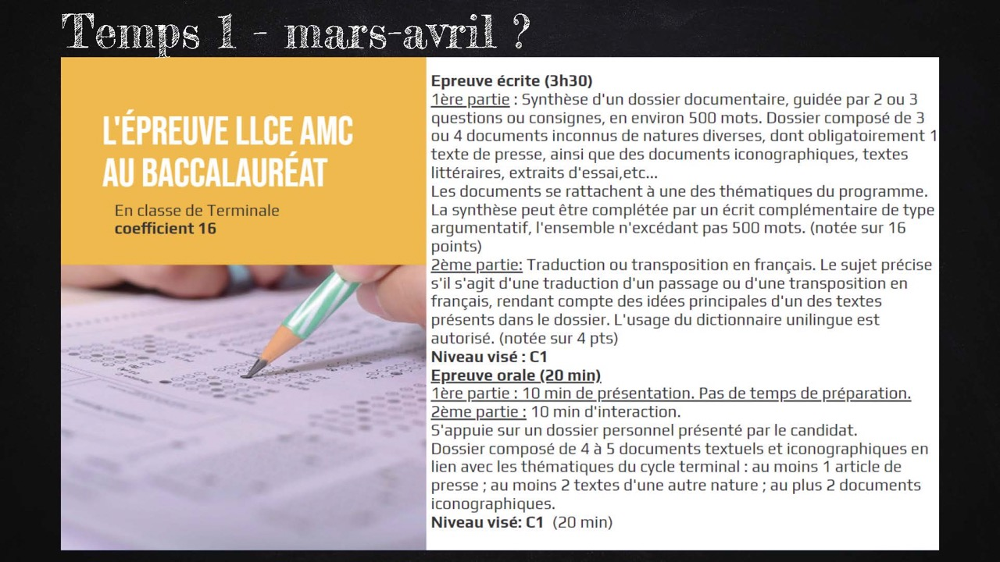 Temps 1 - mars-avril ?
L'ÉPREUVE LLCE AMC
AU BACCALAURÉAT
En classe de Terminale
coefficient 16
Epreuve écrite (3h30)
1ère partie : Synthèse d'un dossier documentaire, guidée par 2 ou 3
questions ou consignes, en environ 500 mots. Dossier composé de 3
ou 4 documents inconnus de natures diverses, dont obligatoirement 1
texte de presse, ainsi que des documents iconographiques, textes
littéraires, extraits d'essai,etc...
Les documents se rattachent à une des thématiques du programme.
La synthèse peut être complétée par un écrit complémentaire de type
argumentatif, l'ensemble n'excédant pas 500 mots. (notée sur 16
points)
2ème partie: Traduction ou transposition en français. Le sujet précise
s'il s'agit d'une traduction d'un passage ou d'une transposition en
français, rendant compte des idées principales d'un des textes
présents dans le dossier. L'usage du dictionnaire unilingue est
autorisé. (notée sur 4 pts)
Niveau visé : C1
Epreuve orale (20 min)
1ère partie : 10 min de présentation. Pas de temps de préparation.
2ème partie : 10 min d'interaction.
S'appuie sur un dossier personnel présenté par le candidat.
Dossier composé de 4 à 5 documents textuels et iconographiques en
lien avec les thématiques du cycle terminal : au moins 1 article de
presse ; au moins 2 textes d'une autre nature ; au plus 2 documents
iconographiques.
Niveau visé: C1 (20 min)